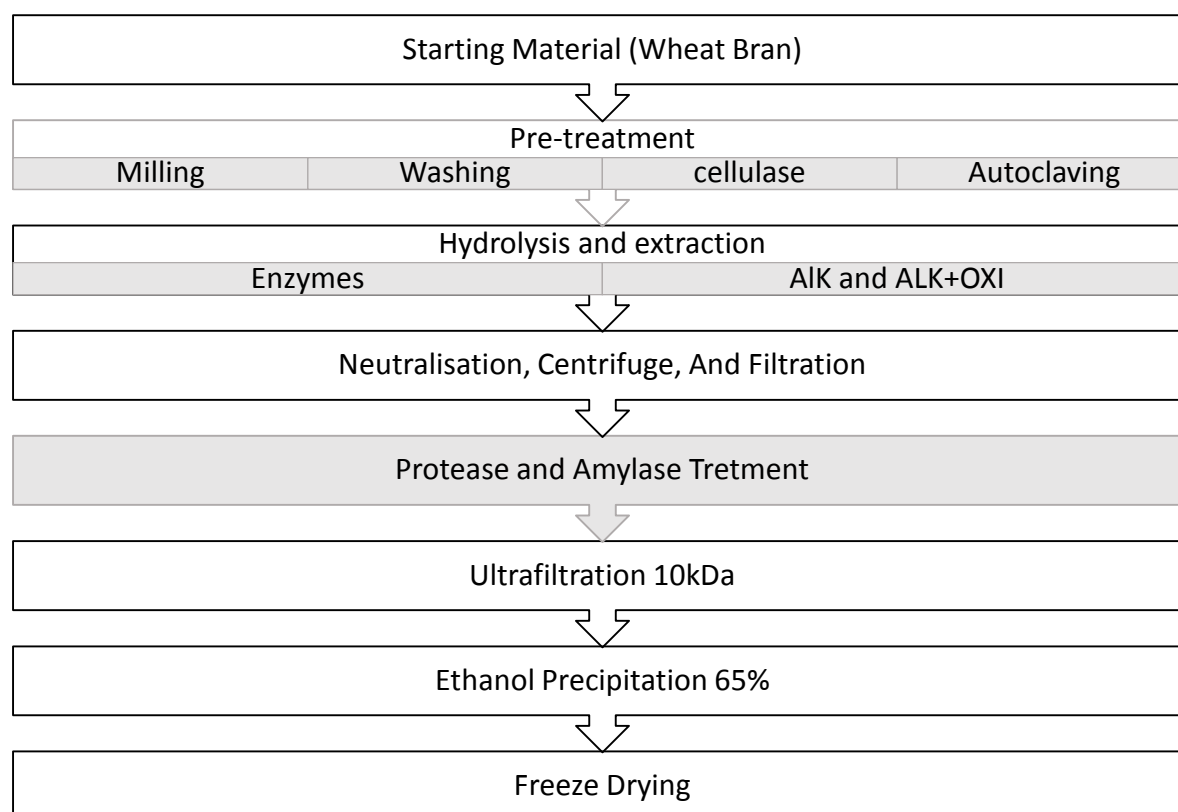 Starting Material (Wheat Bran)
Pre-treatment
Milling
Washing
cellulase
Autoclaving
Hydrolysis and extraction
Enzymes
AlK and ALK+OXI
Neutralisation, Centrifuge, And Filtration
Protease and Amylase Tretment
Ultrafiltration 10kDa
Ethanol Precipitation 65%
Freeze Drying